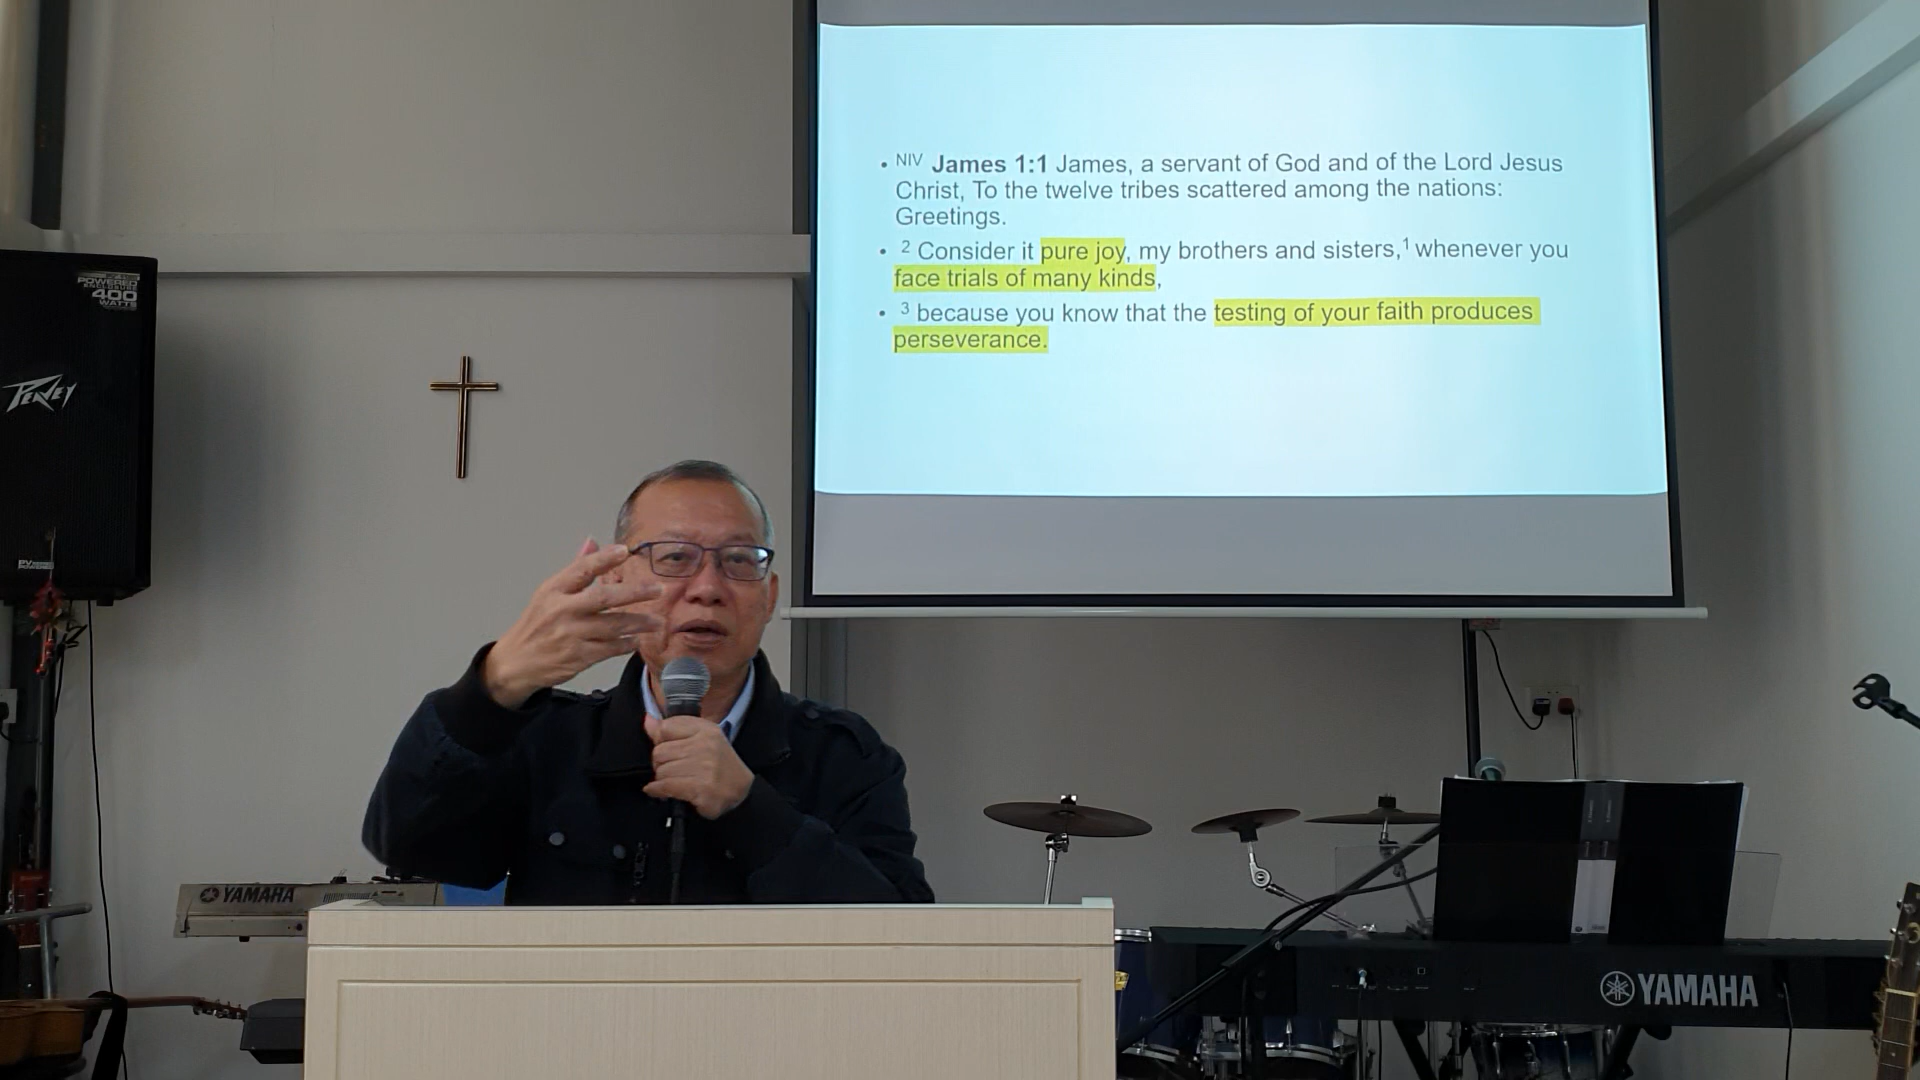 • NIV James 1:1 James, a servant of God and of the Lord Jesus
Christ, To the twelve tribes scattered among the nations:
Greetings.
• 2 Consider it pure joy, my brothers and sisters,1 whenever you
face trials of many kinds,
• 3 because you know that the testing of your faith produces
perseverance.
POWERED
ENCLOSURE
400
WATTS
PEAVEY
YAMAHA
YAMAHA